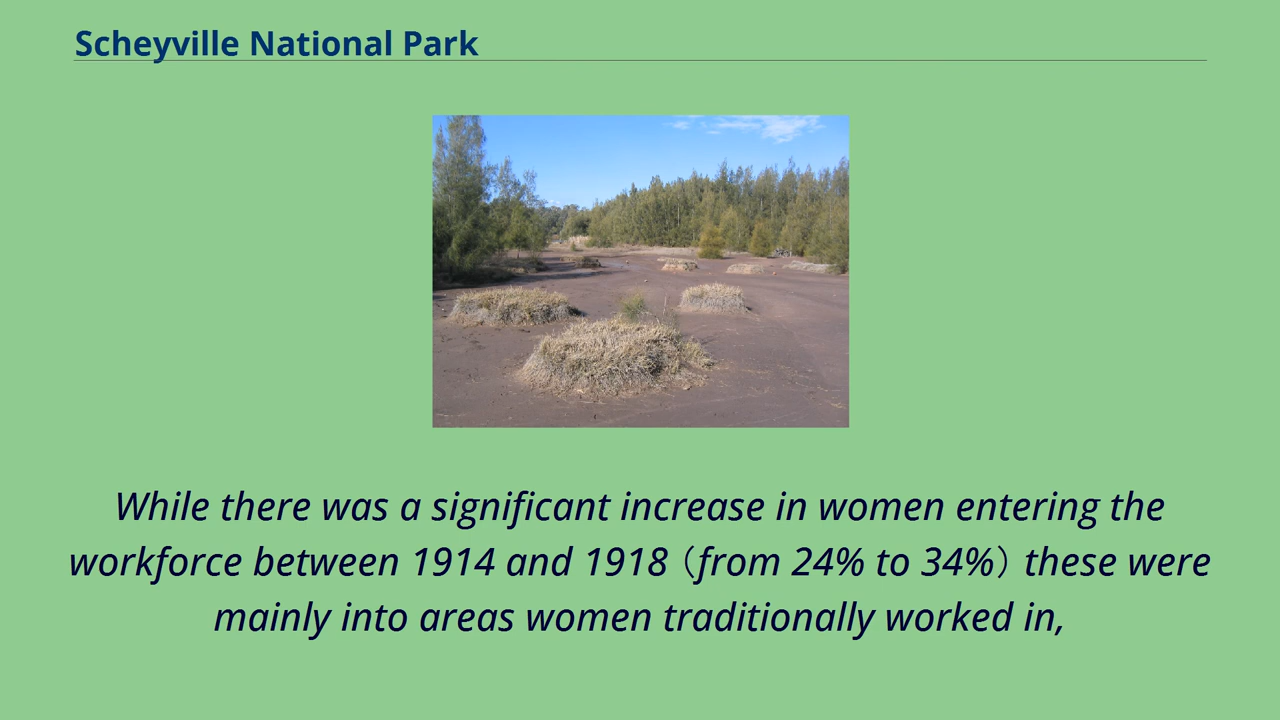 Scheyville National Park
While there was a significant increase in women entering the
workforce between 1914 and 1918（from 24% to 34%）these were
mainly into areas women traditionally worked in,